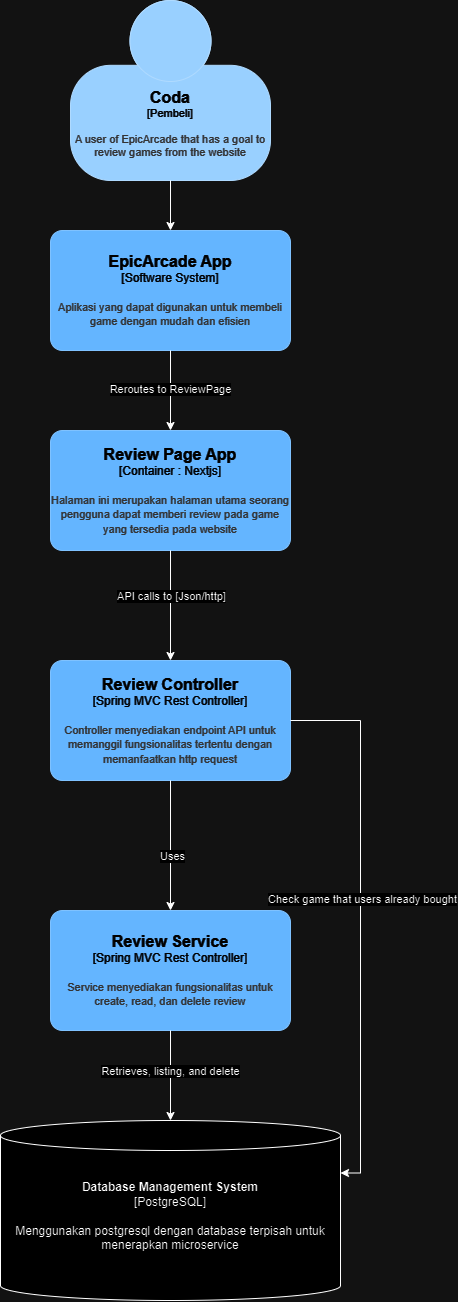 Coda
[Pembeli]
A user of EpicArcade that has a goal to
review games from the website
EpicArcade App
[Software System]
Aplikasi yang dapat digunakan untuk membeli
game dengan mudah dan efisien
Reroutes to ReviewPage
Review Page App
[Container : Nextjs]
Halaman ini merupakan halaman utama seorang
pengguna dapat memberi review pada game
yang tersedia pada website
API calls to [Json/http]
Review Controller
[Spring MVC Rest Controller]
Controller menyediakan endpoint API untuk
memanggil fungsionalitas tertentu dengan
memanfaatkan http request
Uses
Check game that users already bought
Review Service
[Spring MVC Rest Controller]
Service menyediakan fungsionalitas untuk
create, read, dan delete review
Retrieves, listing, and delete
Database Management System
[PostgreSQL]
Menggunakan postgresql dengan database terpisah untuk
menerapkan microservice